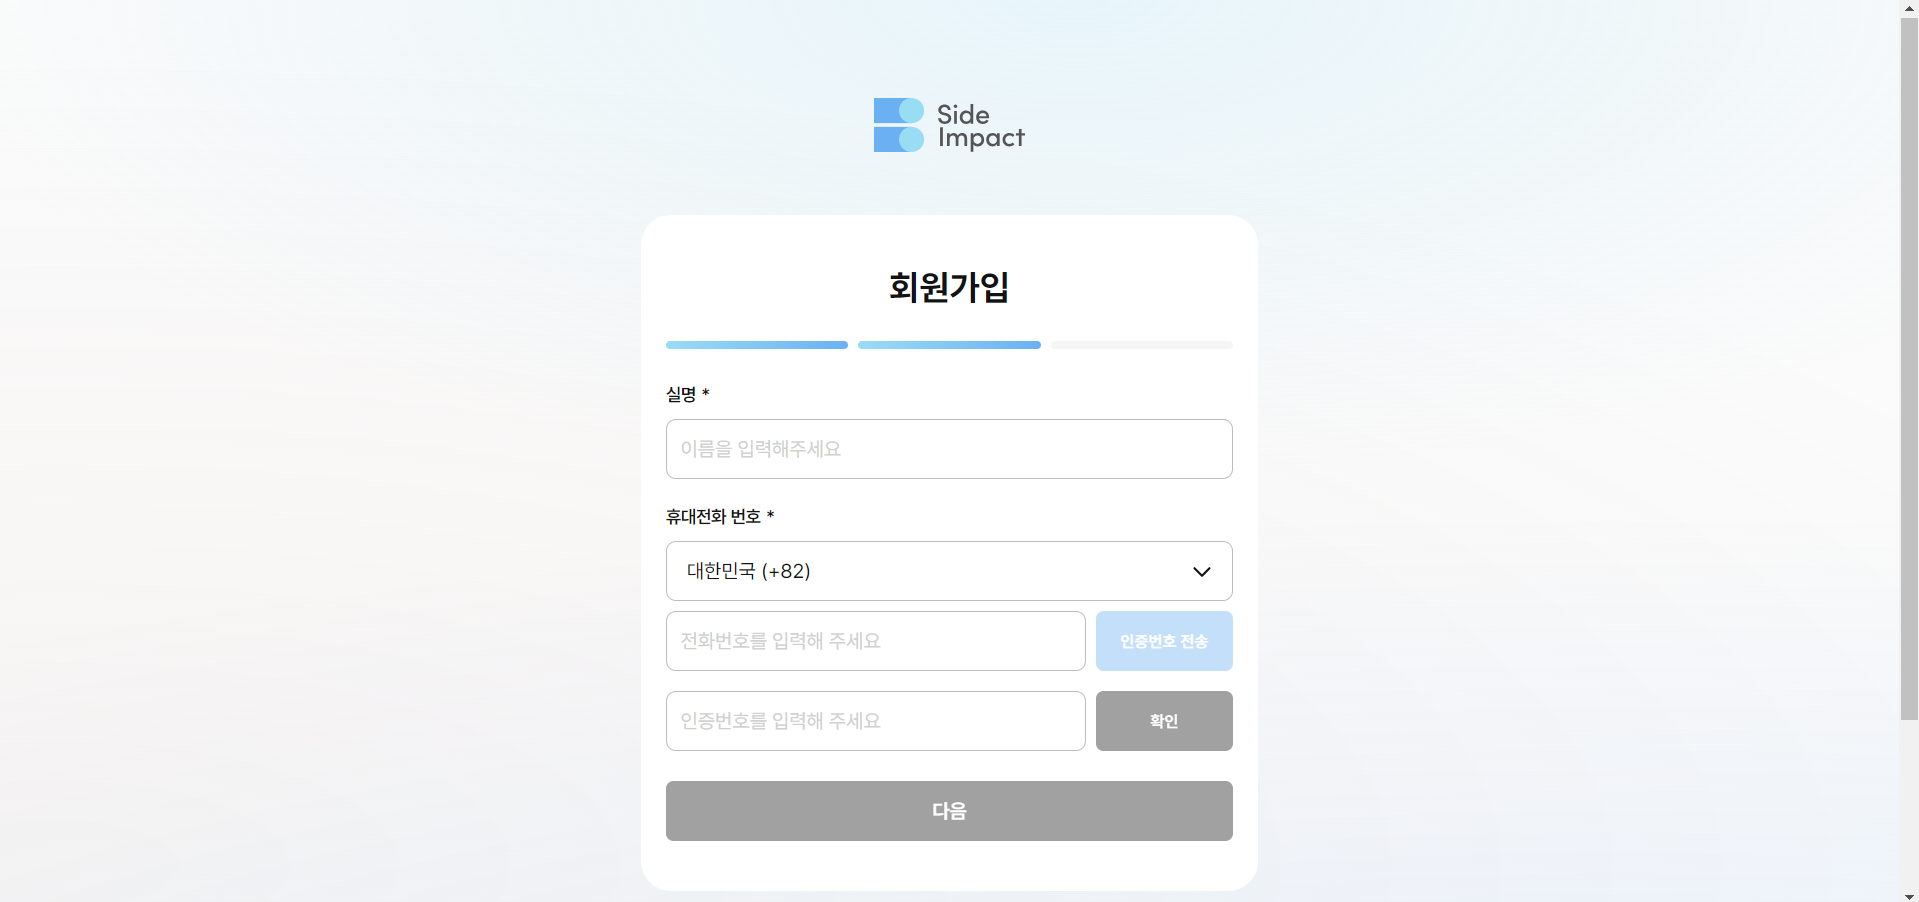 Side
Impact
회원가입
실명 *
이름을 입력해주세요
휴대전화 번호 *
대한민국 (+82)
전화번호를 입력해 주세요
인증번호 전송
인증번호를 입력해 주세요
확인
다음